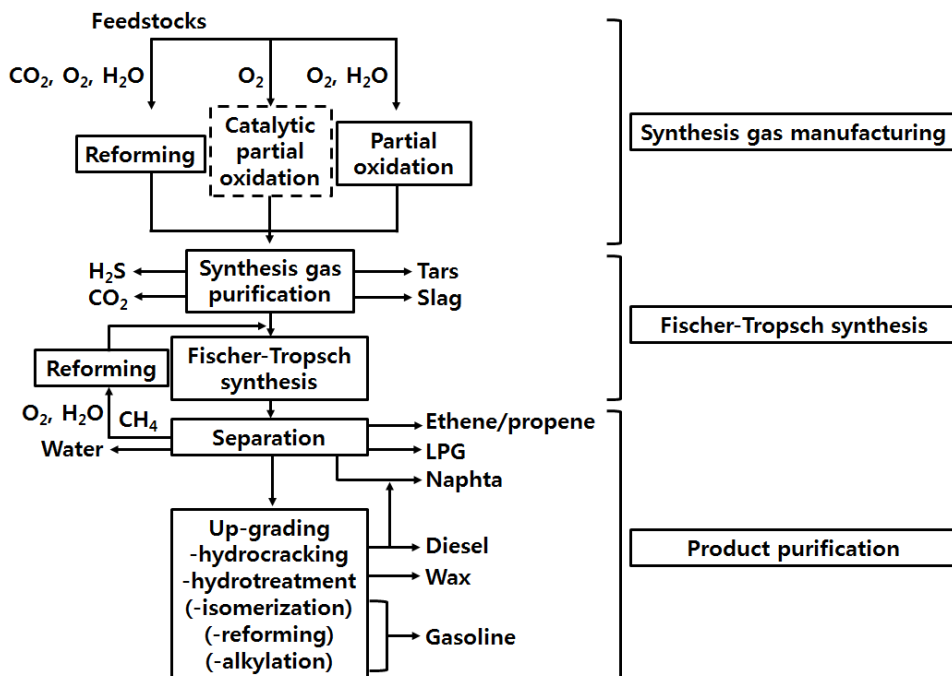 Feedstocks
CO₂, O₂, H₂O
O₂
O₂, H₂O
Reforming
Catalytic
partial
oxidation
Partial
oxidation
Synthesis gas manufacturing
H₂S
CO₂
Synthesis gas
purification
Tars
Slag
Reforming
Fischer-Tropsch
synthesis
Fischer-Tropsch synthesis
O₂, H₂O
CH₄
Water
Separation
Ethene/propene
LPG
Naphta
Up-grading
-hydrocracking
-hydrotreatment
(-isomerization)
(-reforming)
(-alkylation)
Diesel
Wax
Gasoline
Product purification